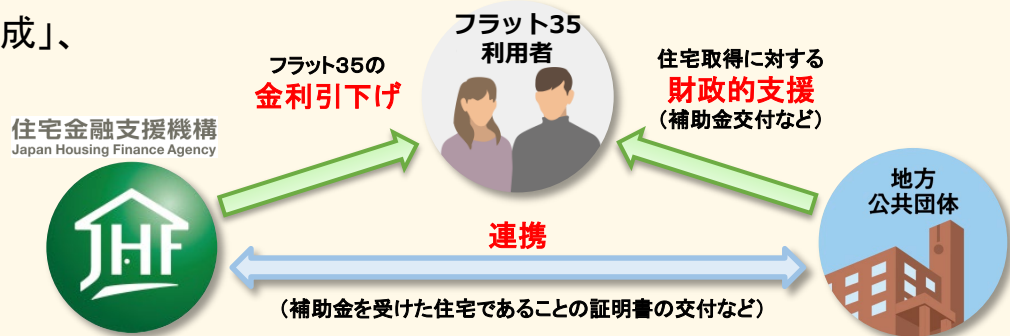 成」、
フラット35
利用者
フラット35の
金利引下げ
住宅取得に対する
財政的支援
(補助金交付など)
住宅金融支援機構
Japan Housing Finance Agency
JHF
地方
公共団体
連携
(補助金を受けた住宅であることの証明書の交付など)